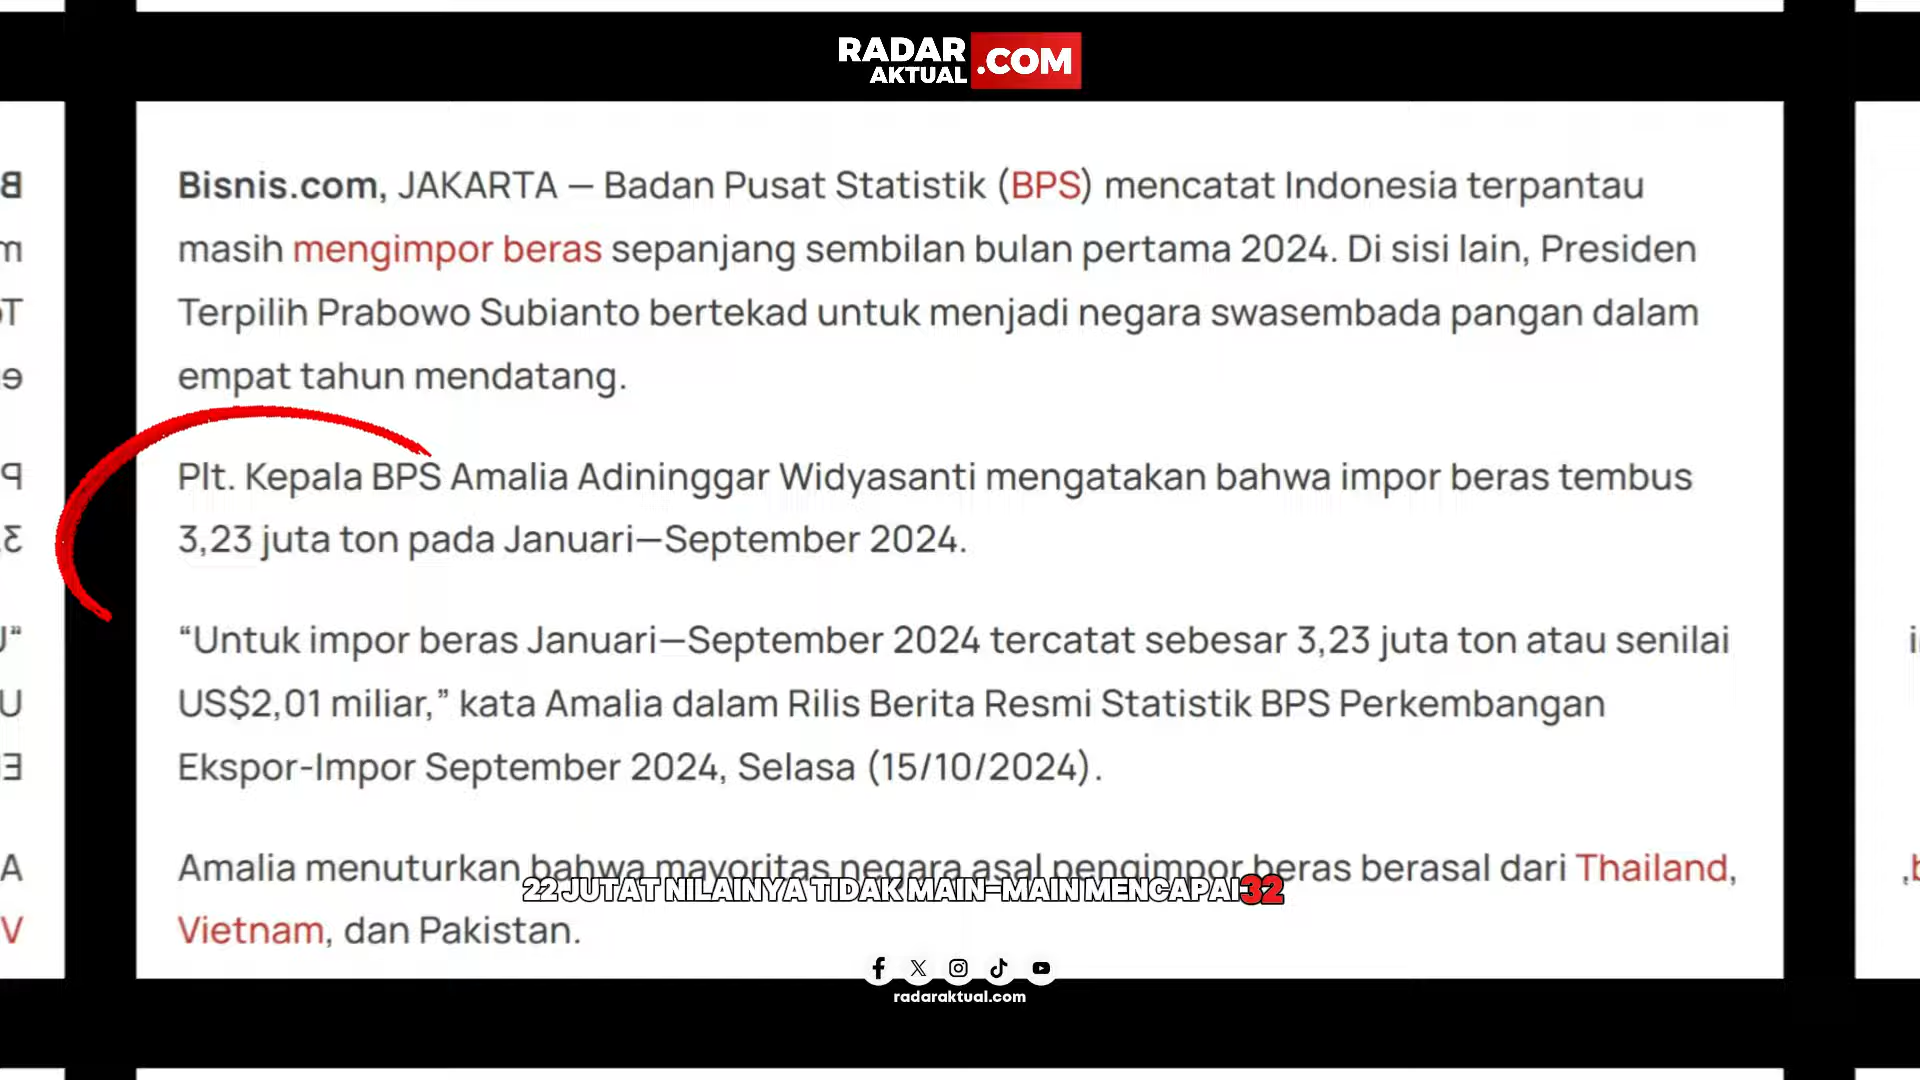 RADAR
AKTUAL
.COM
Bisnis.com, JAKARTA — Badan Pusat Statistik (BPS) mencatat Indonesia terpantau
masih mengimpor beras sepanjang sembilan bulan pertama 2024. Di sisi lain, Presiden
Terpilih Prabowo Subianto bertekad untuk menjadi negara swasembada pangan dalam
empat tahun mendatang.
Plt. Kepala BPS Amalia Adininggar Widyasanti mengatakan bahwa impor beras tembus
3,23 juta ton pada Januari—September 2024.
“Untuk impor beras Januari—September 2024 tercatat sebesar 3,23 juta ton atau senilai
US$2,01 miliar,” kata Amalia dalam Rilis Berita Resmi Statistik BPS Perkembangan
Ekspor-Impor September 2024, Selasa (15/10/2024).
Amalia menuturkan bahwa mayoritas negara asal pengimpor beras berasal dari Thailand,
22 JUTAT NILAINYA TIDAK MAIN-MAIN MENCAPAI 32
Vietnam, dan Pakistan.
radaraktual.com